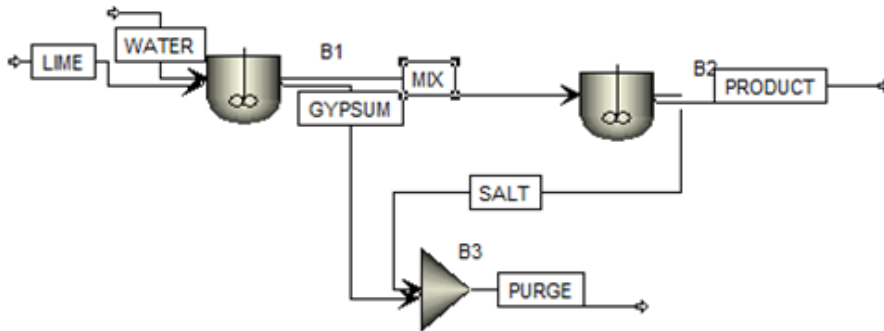 WATER
LIME
B1
MIX
GYPSUM
B2
PRODUCT
SALT
B3
PURGE